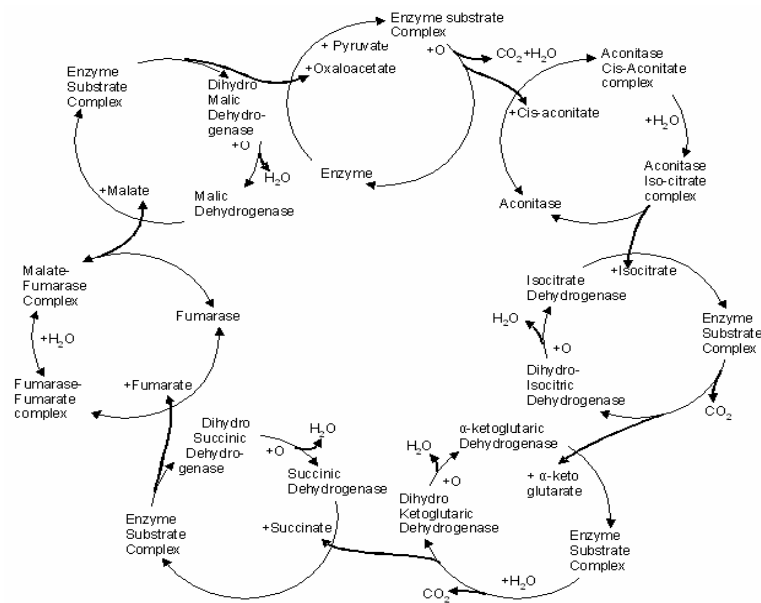 Enzyme substrate
Complex
+ Pyruvate
+Oxaloacetate
+O
CO₂+H₂O
Enzyme
Aconitase
Cis-Aconitate
complex
+Cis-aconitate
+H₂O
Aconitase
Iso-citrate
complex
Aconitase
+Isocitrate
Isocitrate
Dehydrogenase
Enzyme
Substrate
Complex
H₂O
+O
Dihydro-
Isocitric
Dehydrogenase
CO₂
+ α-keto
glutarate
α-ketoglutaric
Dehydrogenase
H₂O
+O
Dihydro
Ketoglutaric
Dehydrogenase
Enzyme
Substrate
Complex
+H₂O
CO₂
+Succinate
Succinic
Dehydrogenase
H₂O
+O
Dihydro
Succinic
Dehydro-
genase
Enzyme
Substrate
Complex
+Fumarate
Fumarase-
Fumarate
complex
+H₂O
Fumarase
Malate-
Fumarase
Complex
+Malate
Malic
Dehydrogenase
H₂O
+O
Dihydro
Malic
Dehydro-
genase
Enzyme
Substrate
Complex